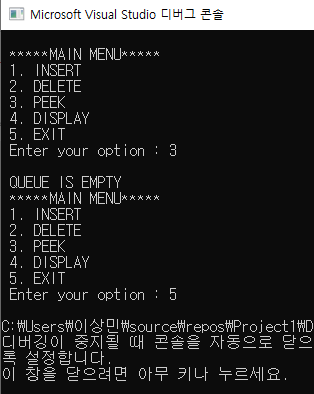 Microsoft Visual Studio 디버그 콘솔
*****MAIN MENU*****
1. INSERT
2. DELETE
3. PEEK
4. DISPLAY
5. EXIT
Enter your option : 3
QUEUE IS EMPTY
*****MAIN MENU*****
1. INSERT
2. DELETE
3. PEEK
4. DISPLAY
5. EXIT
Enter your option : 5
C:₩Users₩이상민₩source₩repos₩Project1₩D
디버깅이 중지될 때 콘솔을 자동으로 닫으
톡 설정합니다.
이 창을 닫으려면 아무 키나 누르세요.